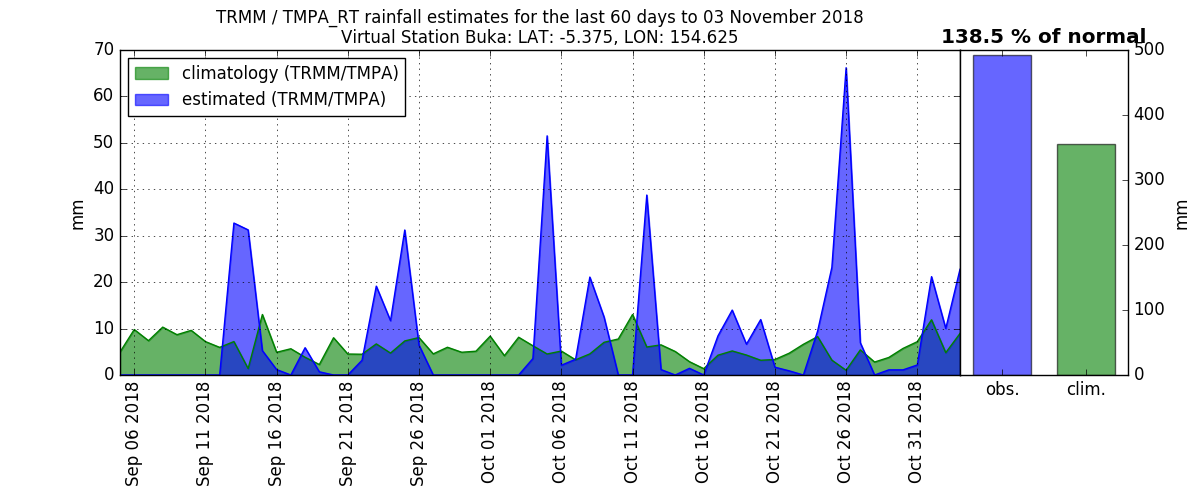 TRMM / TMPA_RT rainfall estimates for the last 60 days to 03 November 2018
Virtual Station Buka: LAT: -5.375, LON: 154.625
138.5 % of normal
climatology (TRMM/TMPA)
estimated (TRMM/TMPA)
70
60
50
40
30
20
10
0
mm
Sep 06 2018
Sep 11 2018
Sep 16 2018
Sep 21 2018
Sep 26 2018
Oct 01 2018
Oct 06 2018
Oct 11 2018
Oct 16 2018
Oct 21 2018
Oct 26 2018
Oct 31 2018
500
400
300
200
100
0
mm
obs.
clim.